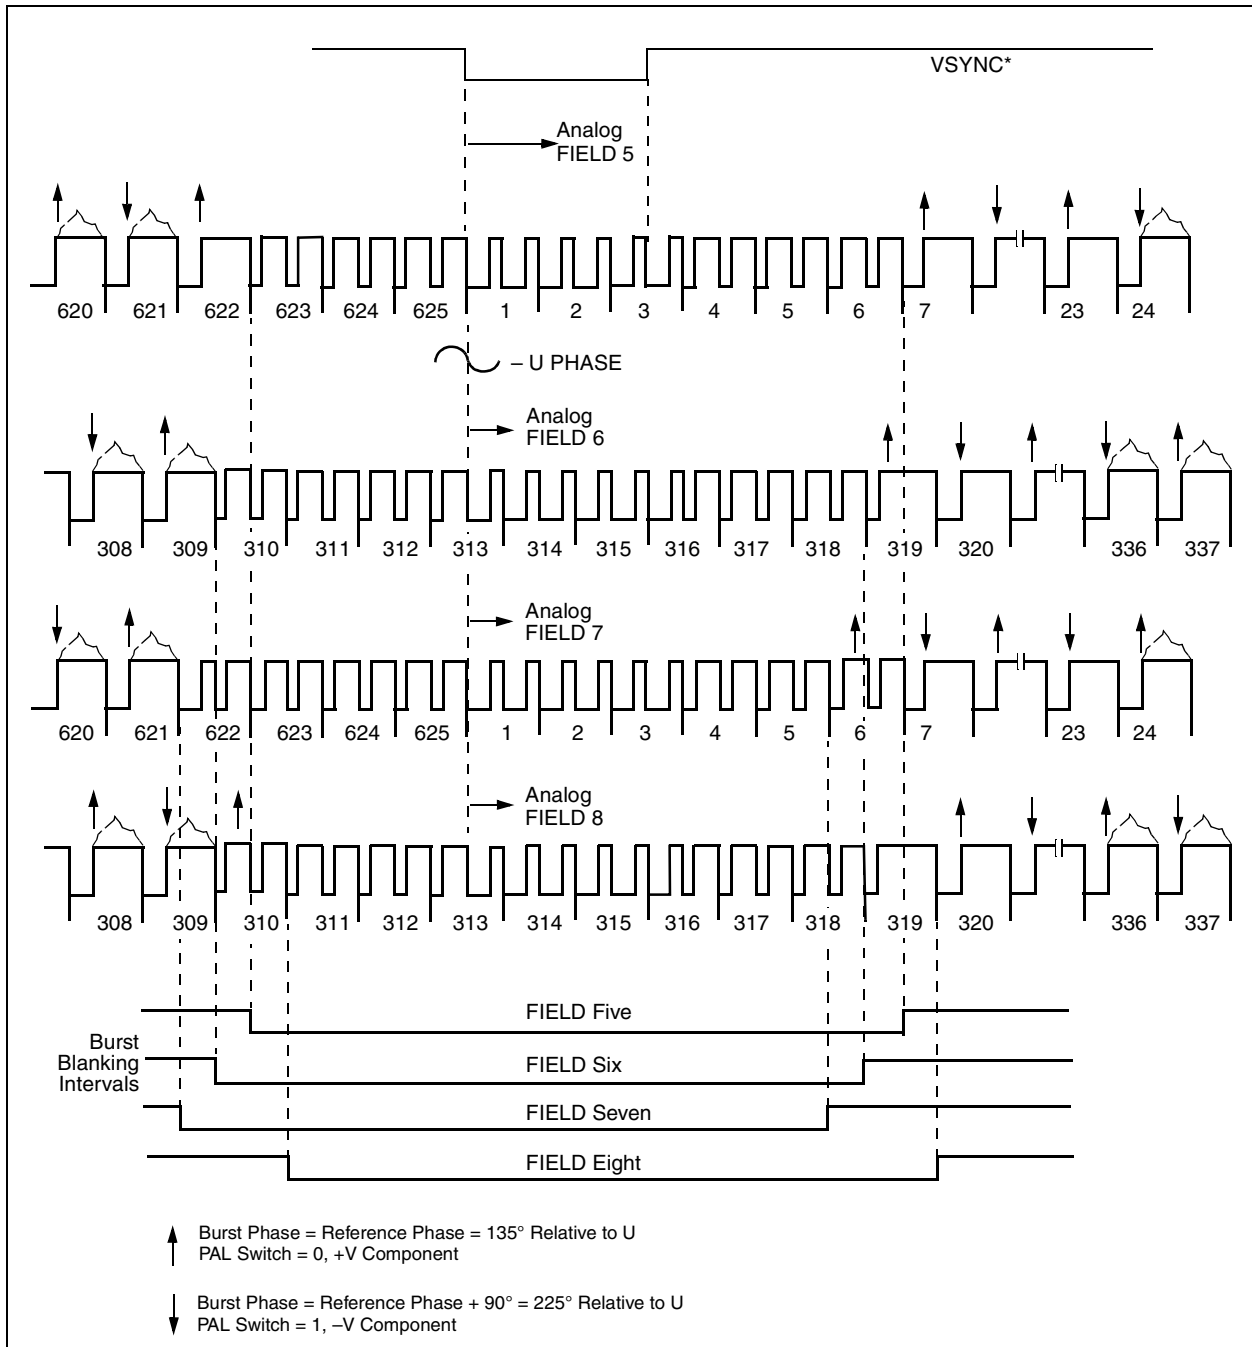 VSYNC*
Analog
FIELD 5
620 621 622 623 624 625 1 2 3 4 5 6 7 23 24
– U PHASE
Analog
FIELD 6
308 309 310 311 312 313 314 315 316 317 318 319 320 336 337
Analog
FIELD 7
620 621 622 623 624 625 1 2 3 4 5 6 7 23 24
Analog
FIELD 8
308 309 310 311 312 313 314 315 316 317 318 319 320 336 337
Burst
Blanking
Intervals
FIELD Five
FIELD Six
FIELD Seven
FIELD Eight
Burst Phase = Reference Phase = 135° Relative to U
PAL Switch = 0, +V Component
Burst Phase = Reference Phase + 90° = 225° Relative to U
PAL Switch = 1, –V Component